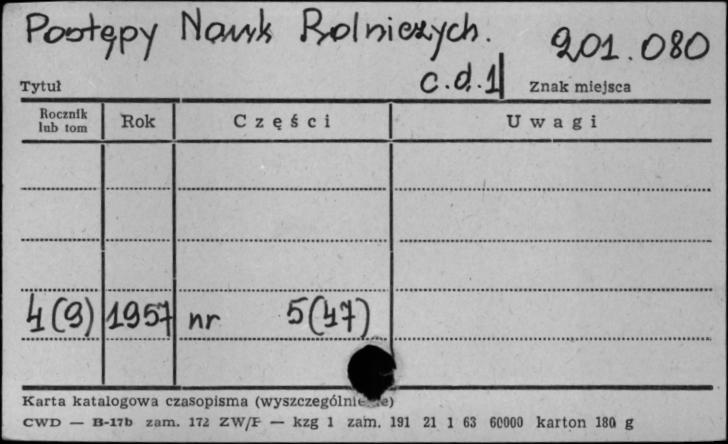 Postępy Nauk Rolniczych. 201.080
c.d.1
Tytuł Znak miejsca
Rocznik lub tom Rok Części Uwagi
4(9) 1957 nr 5(47)
Karta katalogowa czasopisma (wyszczególnienie)
CWD — B-17b zam. 172 ZW/F — kzg 1 zam. 191 21 1 63 60000 karton 180 g